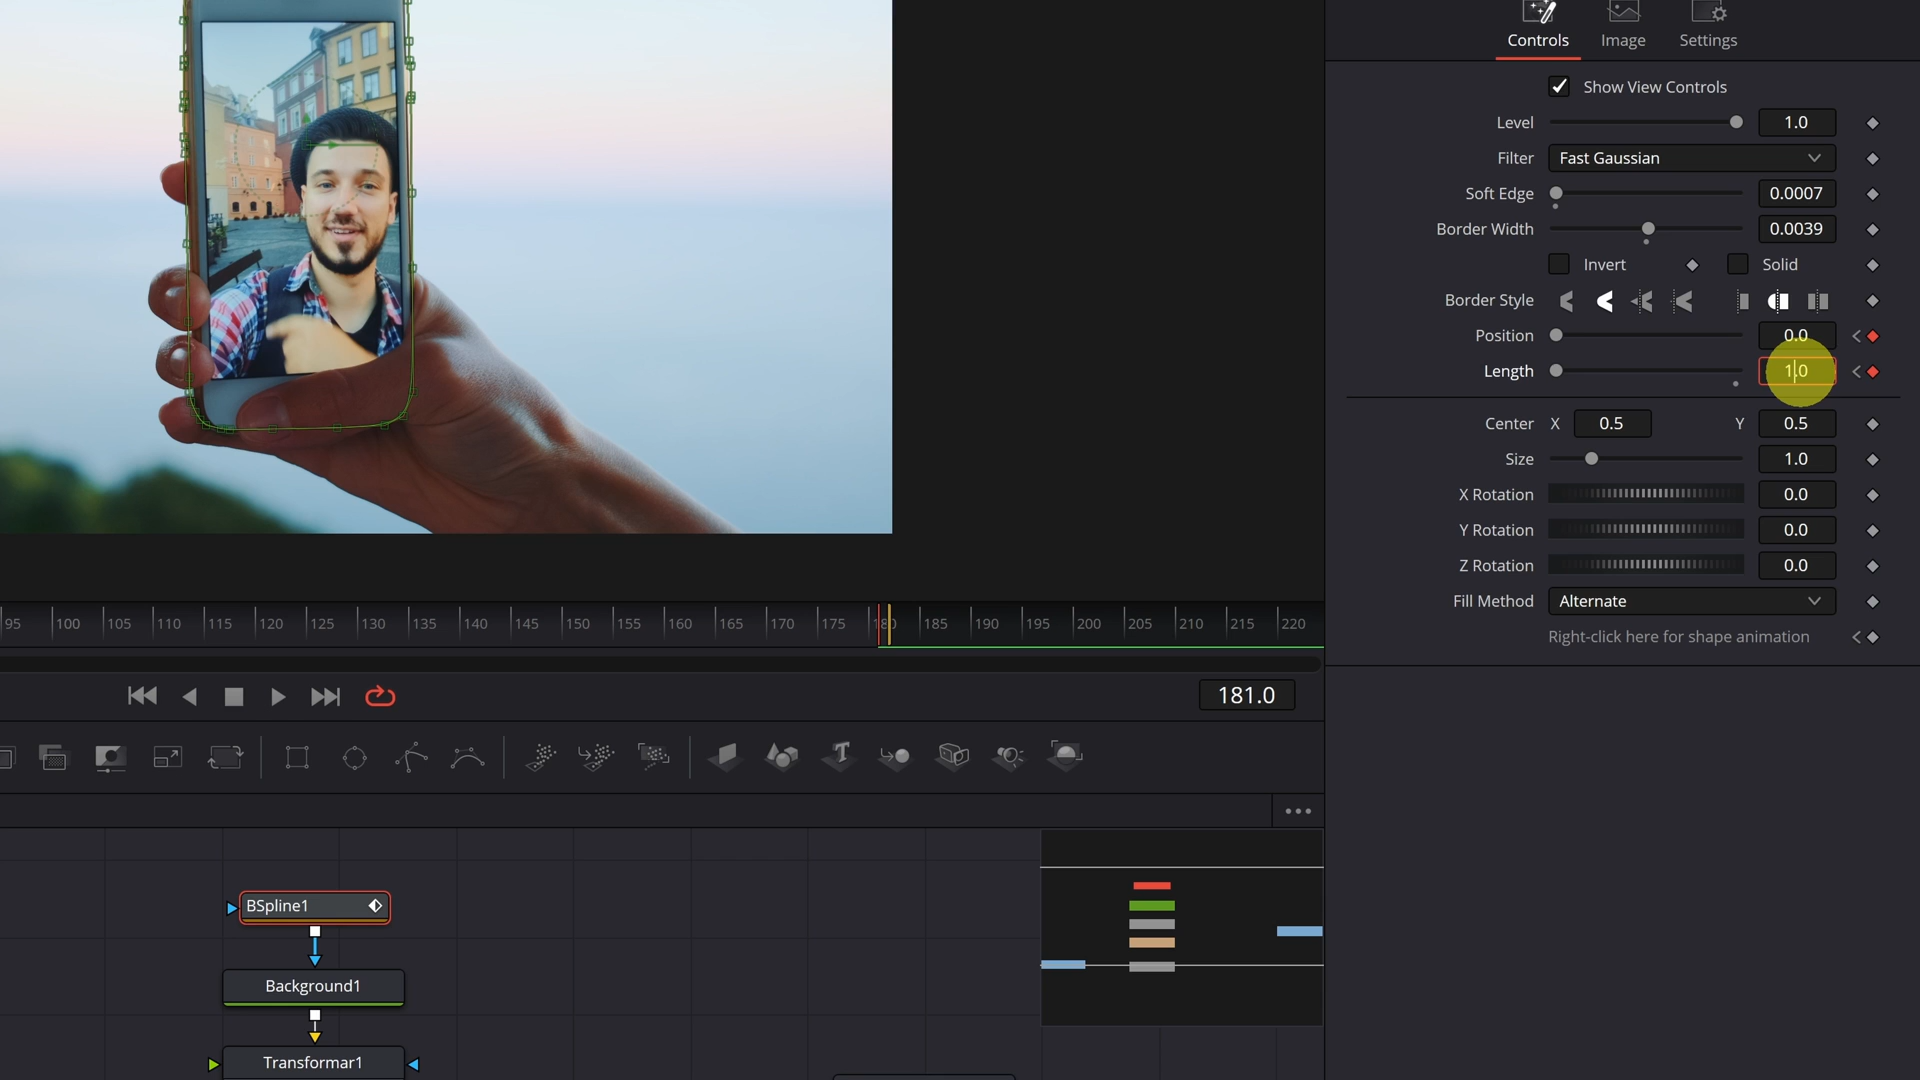 Controls
Image
Settings
Show View Controls
Level 1.0
Filter Fast Gaussian
Soft Edge 0.0007
Border Width 0.0039
Invert Solid
Border Style
Position 0.0
Length 1.0
Center X 0.5 Y 0.5
Size 1.0
X Rotation 0.0
Y Rotation 0.0
Z Rotation 0.0
Fill Method Alternate
Right-click here for shape animation
95 100 105 110 115 120 125 130 135 140 145 150 155 160 165 170 175 180 185 190 195 200 205 210 215 220
181.0
BSpline1
Background1
Transformar1